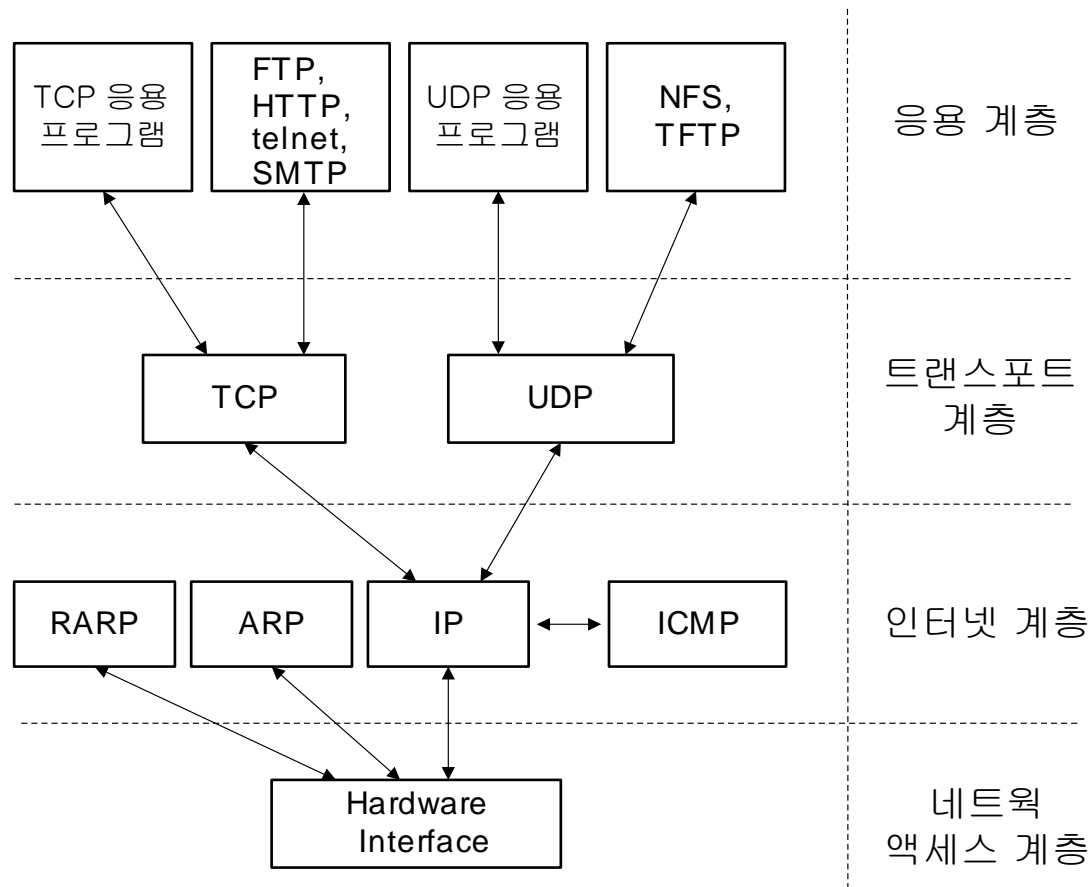 TCP 응용
프로그램
FTP,
HTTP,
telnet,
SMTP
UDP 응용
프로그램
NFS,
TFTP
응용 계층
TCP
UDP
트랜스포트
계층
RARP
ARP
IP
ICMP
인터넷 계층
Hardware
Interface
네트웍
액세스 계층